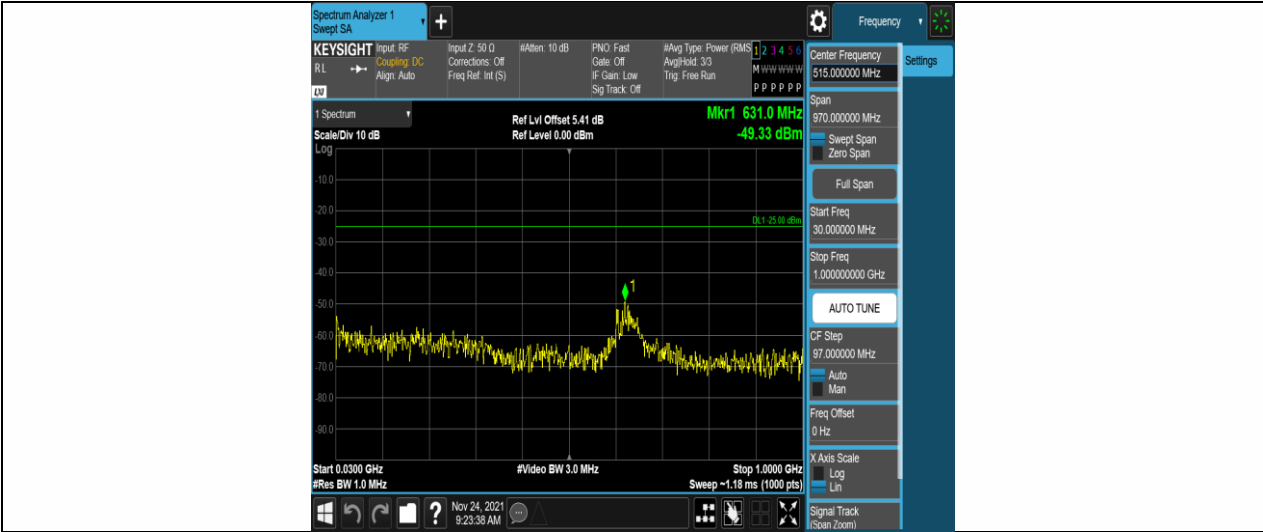 Spectrum Analyzer 1
Swept SA
+
Frequency
KEYSIGHT
Input: RF
Coupling: DC
Align: Auto
Input Z: 50 Ω
Corrections: Off
Freq Ref: Int (S)
#Atten: 10 dB
PNO: Fast
Gate: Off
IF Gain: Low
Sig Track: Off
#Avg Type: Power (RMS
Avg|Hold: 3/3
Trig: Free Run
1 2 3 4 5 6
M W W W W W
P P P P P P
R L
LXI
1 Spectrum
Scale/Div 10 dB
Log
Ref Lvl Offset 5.41 dB
Ref Level 0.00 dBm
Mkr1 631.0 MHz
-49.33 dBm
-10.0
-20.0
DL1 -25.00 dBm
-30.0
-40.0
1
-50.0
-60.0
-70.0
-80.0
-90.0
Start 0.0300 GHz
#Res BW 1.0 MHz
#Video BW 3.0 MHz
Stop 1.0000 GHz
Sweep ~1.18 ms (1000 pts)
Center Frequency
515.000000 MHz
Settings
Span
970.000000 MHz
Swept Span
Zero Span
Full Span
Start Freq
30.000000 MHz
Stop Freq
1.000000000 GHz
AUTO TUNE
CF Step
97.000000 MHz
Auto
Man
Freq Offset
0 Hz
X Axis Scale
Log
Lin
Signal Track
(Span Zoom)
?
Nov 24, 2021
9:23:38 AM